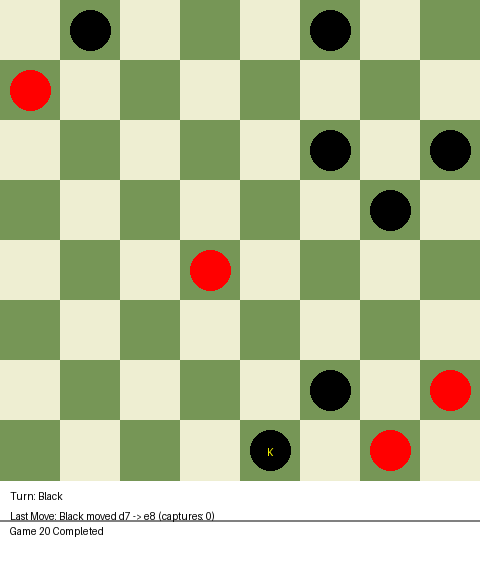 K
Turn: Black
Last Move: Black moved d7 -> e8 (captures: 0)
Game 20 Completed